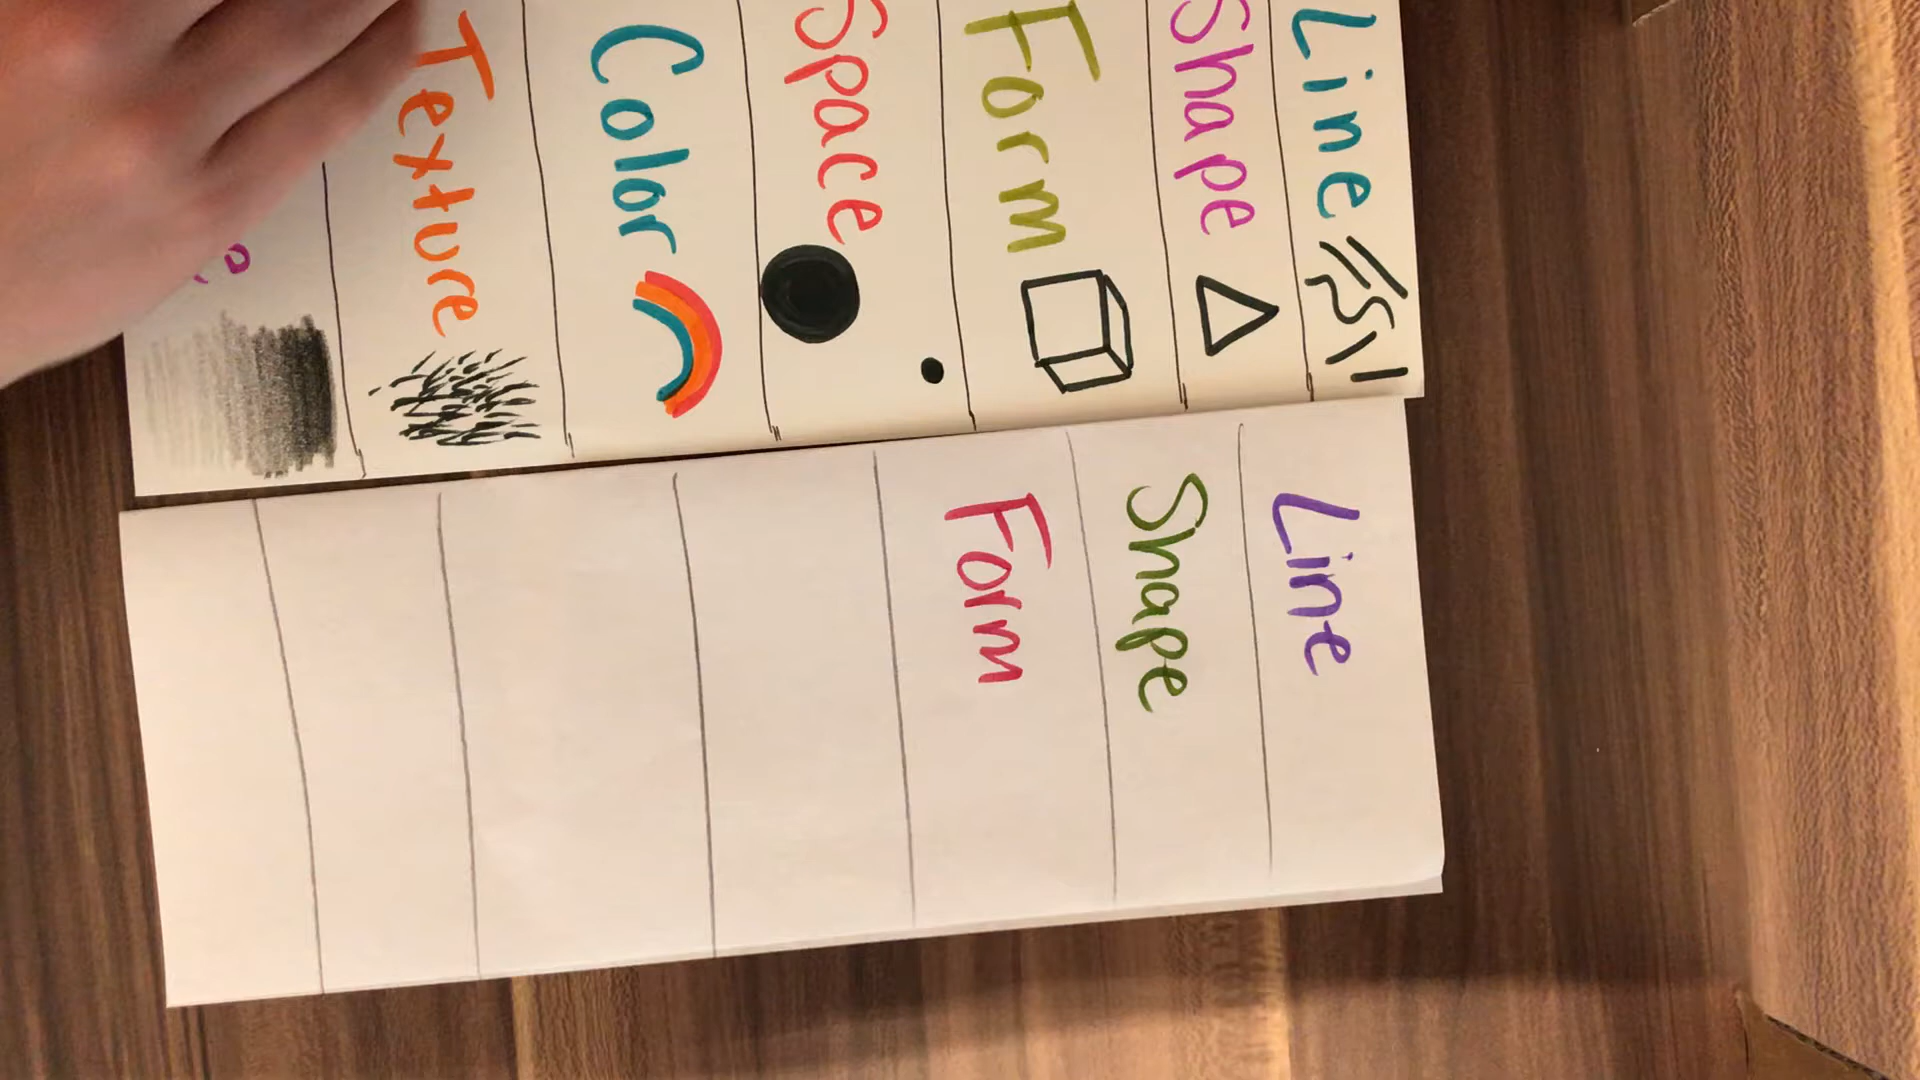 Line
Shape
Form
Space
Color
Texture
Line
Shape
Form